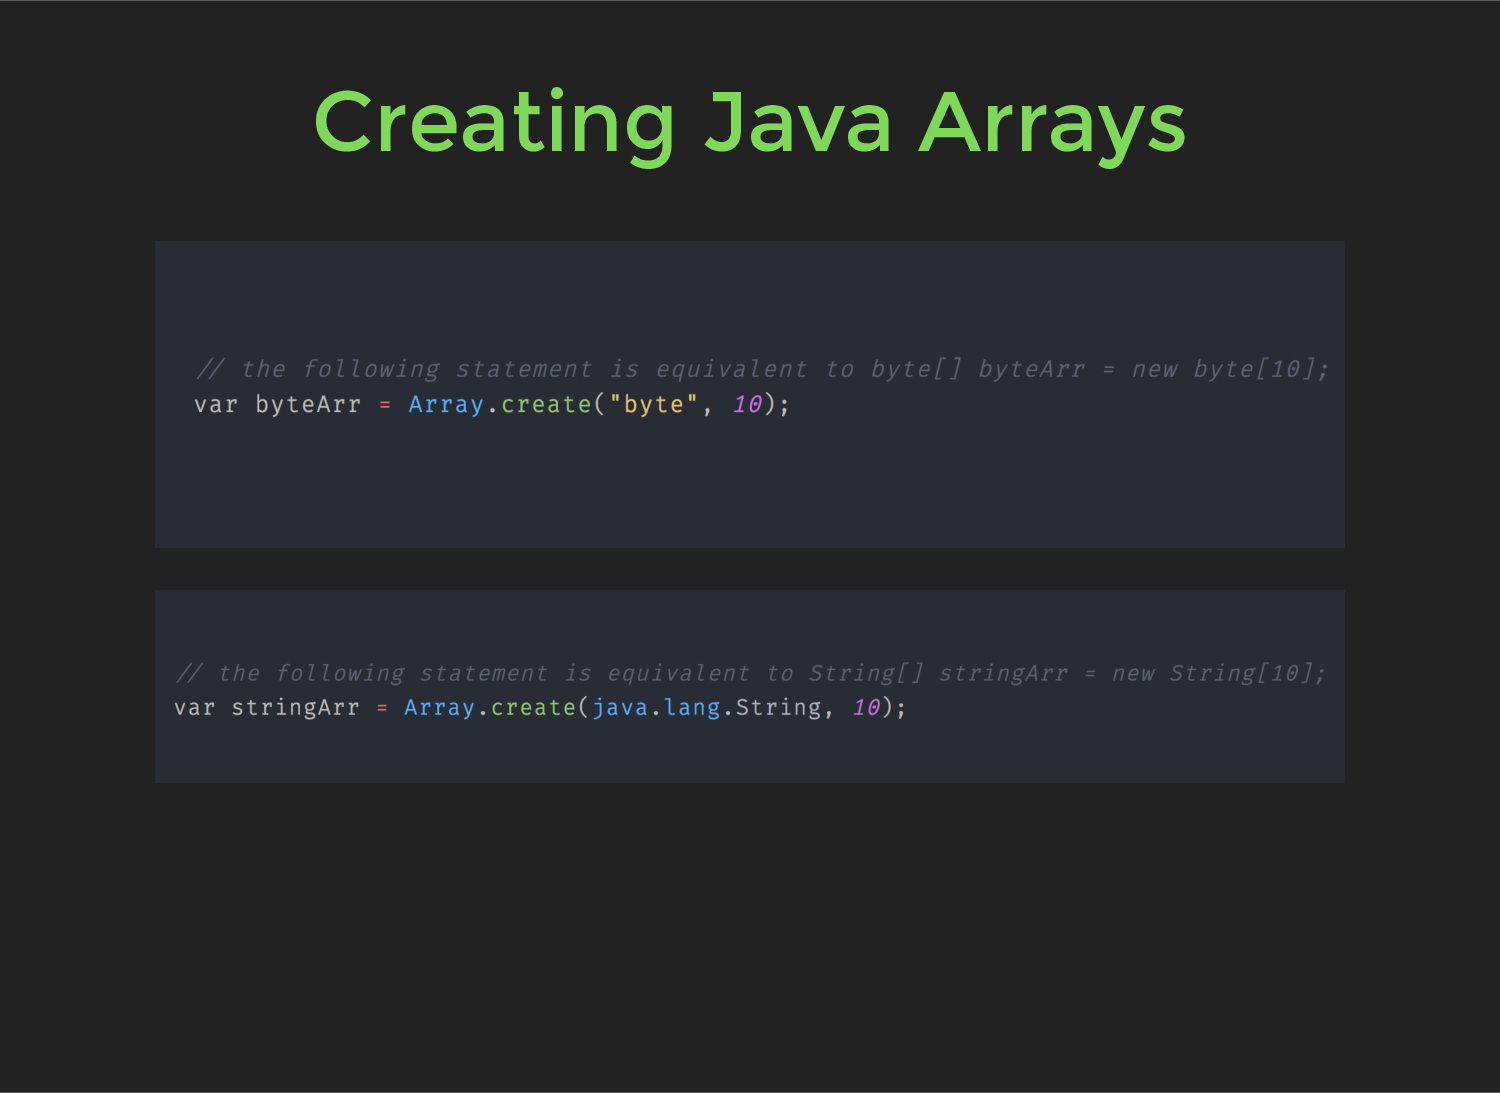 Creating Java Arrays
// the following statement is equivalent to byte[] byteArr = new byte[10];
var byteArr = Array.create("byte", 10);
// the following statement is equivalent to String[] stringArr = new String[10];
var stringArr = Array.create(java.lang.String, 10);